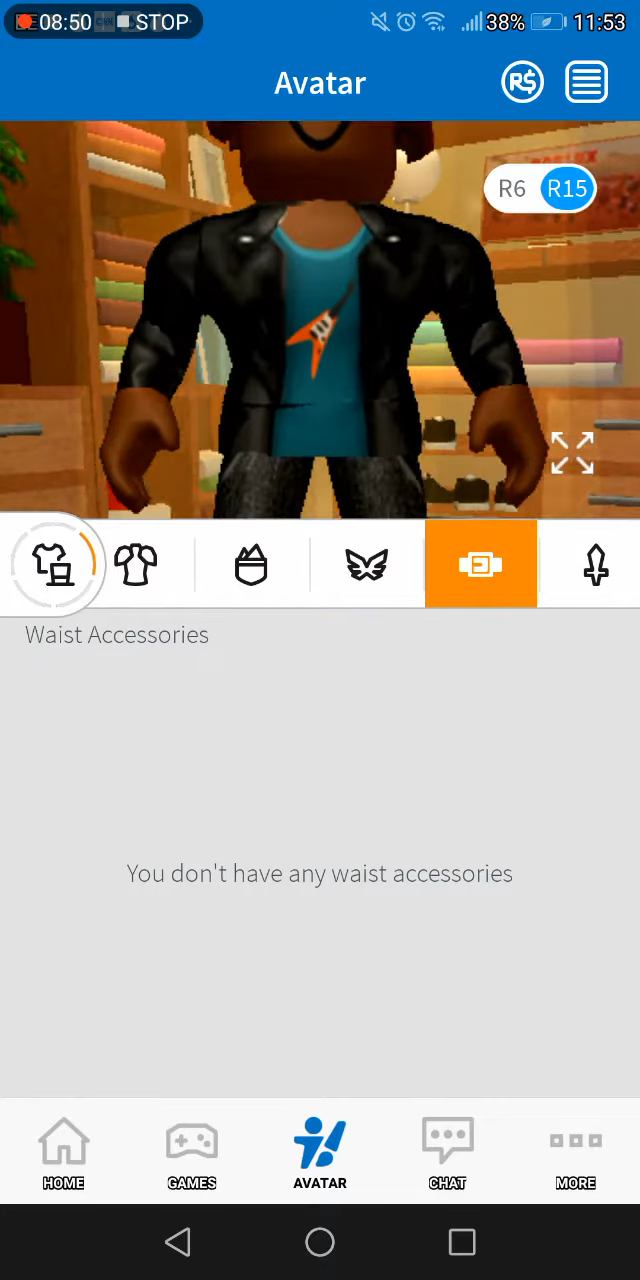 08:50 STOP 38% 11:53
Avatar R$
R6 R15
Waist Accessories
You don't have any waist accessories
HOME GAMES AVATAR CHAT MORE